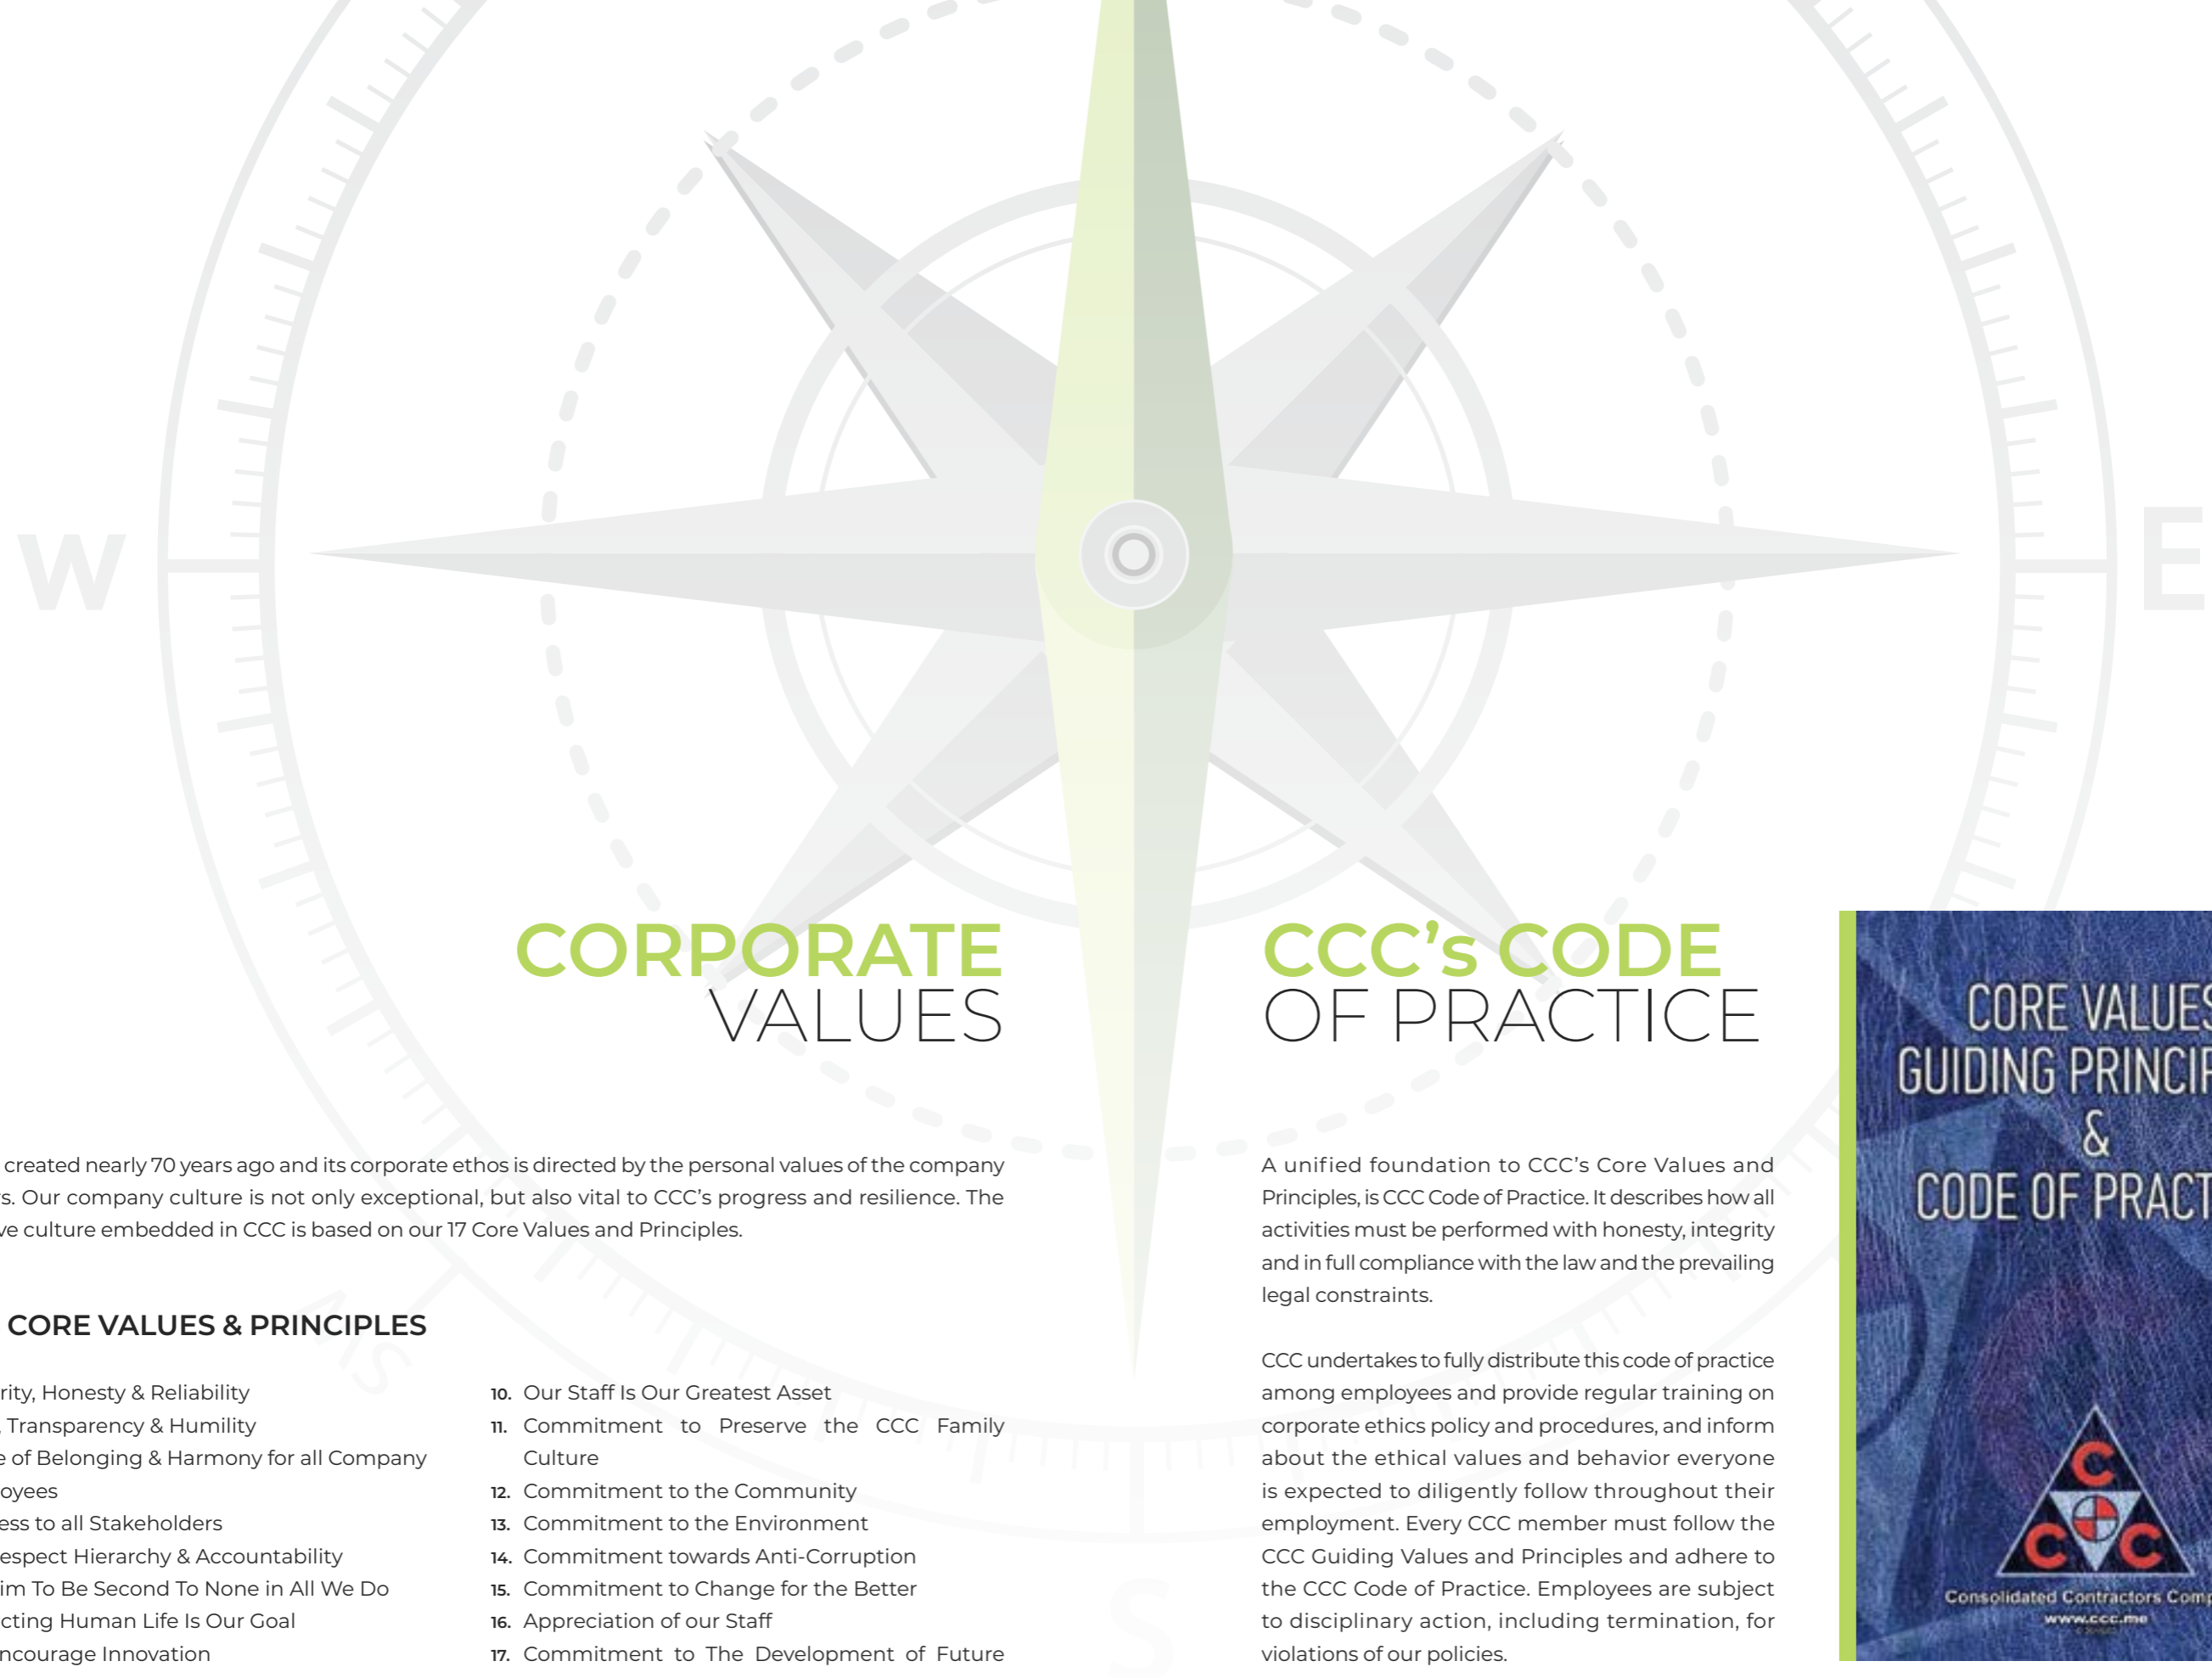 W
E
CORPORATE
VALUES
created nearly 70 years ago and its corporate ethos is directed by the personal values of the company
s. Our company culture is not only exceptional, but also vital to CCC's progress and resilience. The
ve culture embedded in CCC is based on our 17 Core Values and Principles.
CORE VALUES & PRINCIPLES
rity, Honesty & Reliability
, Transparency & Humility
e of Belonging & Harmony for all Company
oyees
ess to all Stakeholders
espect Hierarchy & Accountability
im To Be Second To None in All We Do
cting Human Life Is Our Goal
ncourage Innovation
10. Our Staff Is Our Greatest Asset
11. Commitment to Preserve the CCC Family
Culture
12. Commitment to the Community
13. Commitment to the Environment
14. Commitment towards Anti-Corruption
15. Commitment to Change for the Better
16. Appreciation of our Staff
17. Commitment to The Development of Future
S
CCC's CODE
OF PRACTICE
A unified foundation to CCC's Core Values and
Principles, is CCC Code of Practice. It describes how all
activities must be performed with honesty, integrity
and in full compliance with the law and the prevailing
legal constraints.
CCC undertakes to fully distribute this code of practice
among employees and provide regular training on
corporate ethics policy and procedures, and inform
about the ethical values and behavior everyone
is expected to diligently follow throughout their
employment. Every CCC member must follow the
CCC Guiding Values and Principles and adhere to
the CCC Code of Practice. Employees are subject
to disciplinary action, including termination, for
violations of our policies.
CORE VALUES
GUIDING PRINCIP
&
CODE OF PRACT
C
C C
Consolidated Contractors Comp
www.ccc.me